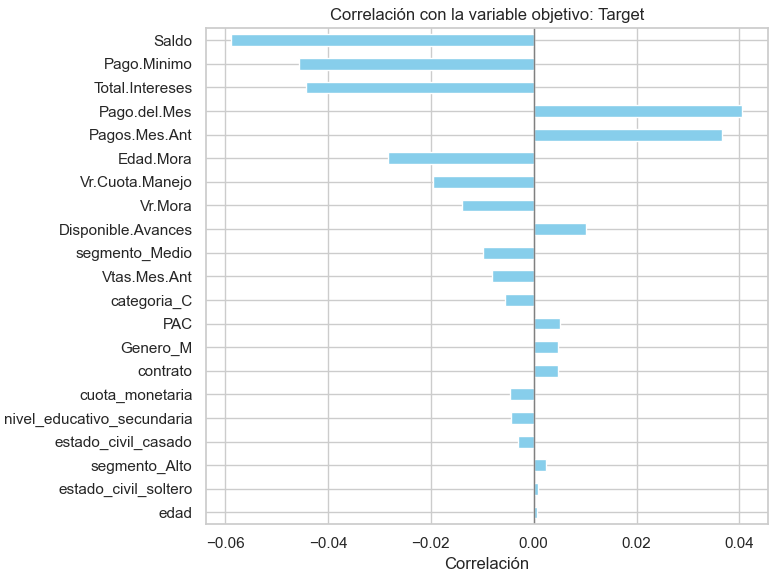 Correlación con la variable objetivo: Target
Saldo
Pago.Minimo
Total.Intereses
Pago.del.Mes
Pagos.Mes.Ant
Edad.Mora
Vr.Cuota.Manejo
Vr.Mora
Disponible.Avances
segmento_Medio
Vtas.Mes.Ant
categoria_C
PAC
Genero_M
contrato
cuota_monetaria
nivel_educativo_secundaria
estado_civil_casado
segmento_Alto
estado_civil_soltero
edad
−0.06 −0.04 −0.02 0.00 0.02 0.04
Correlación